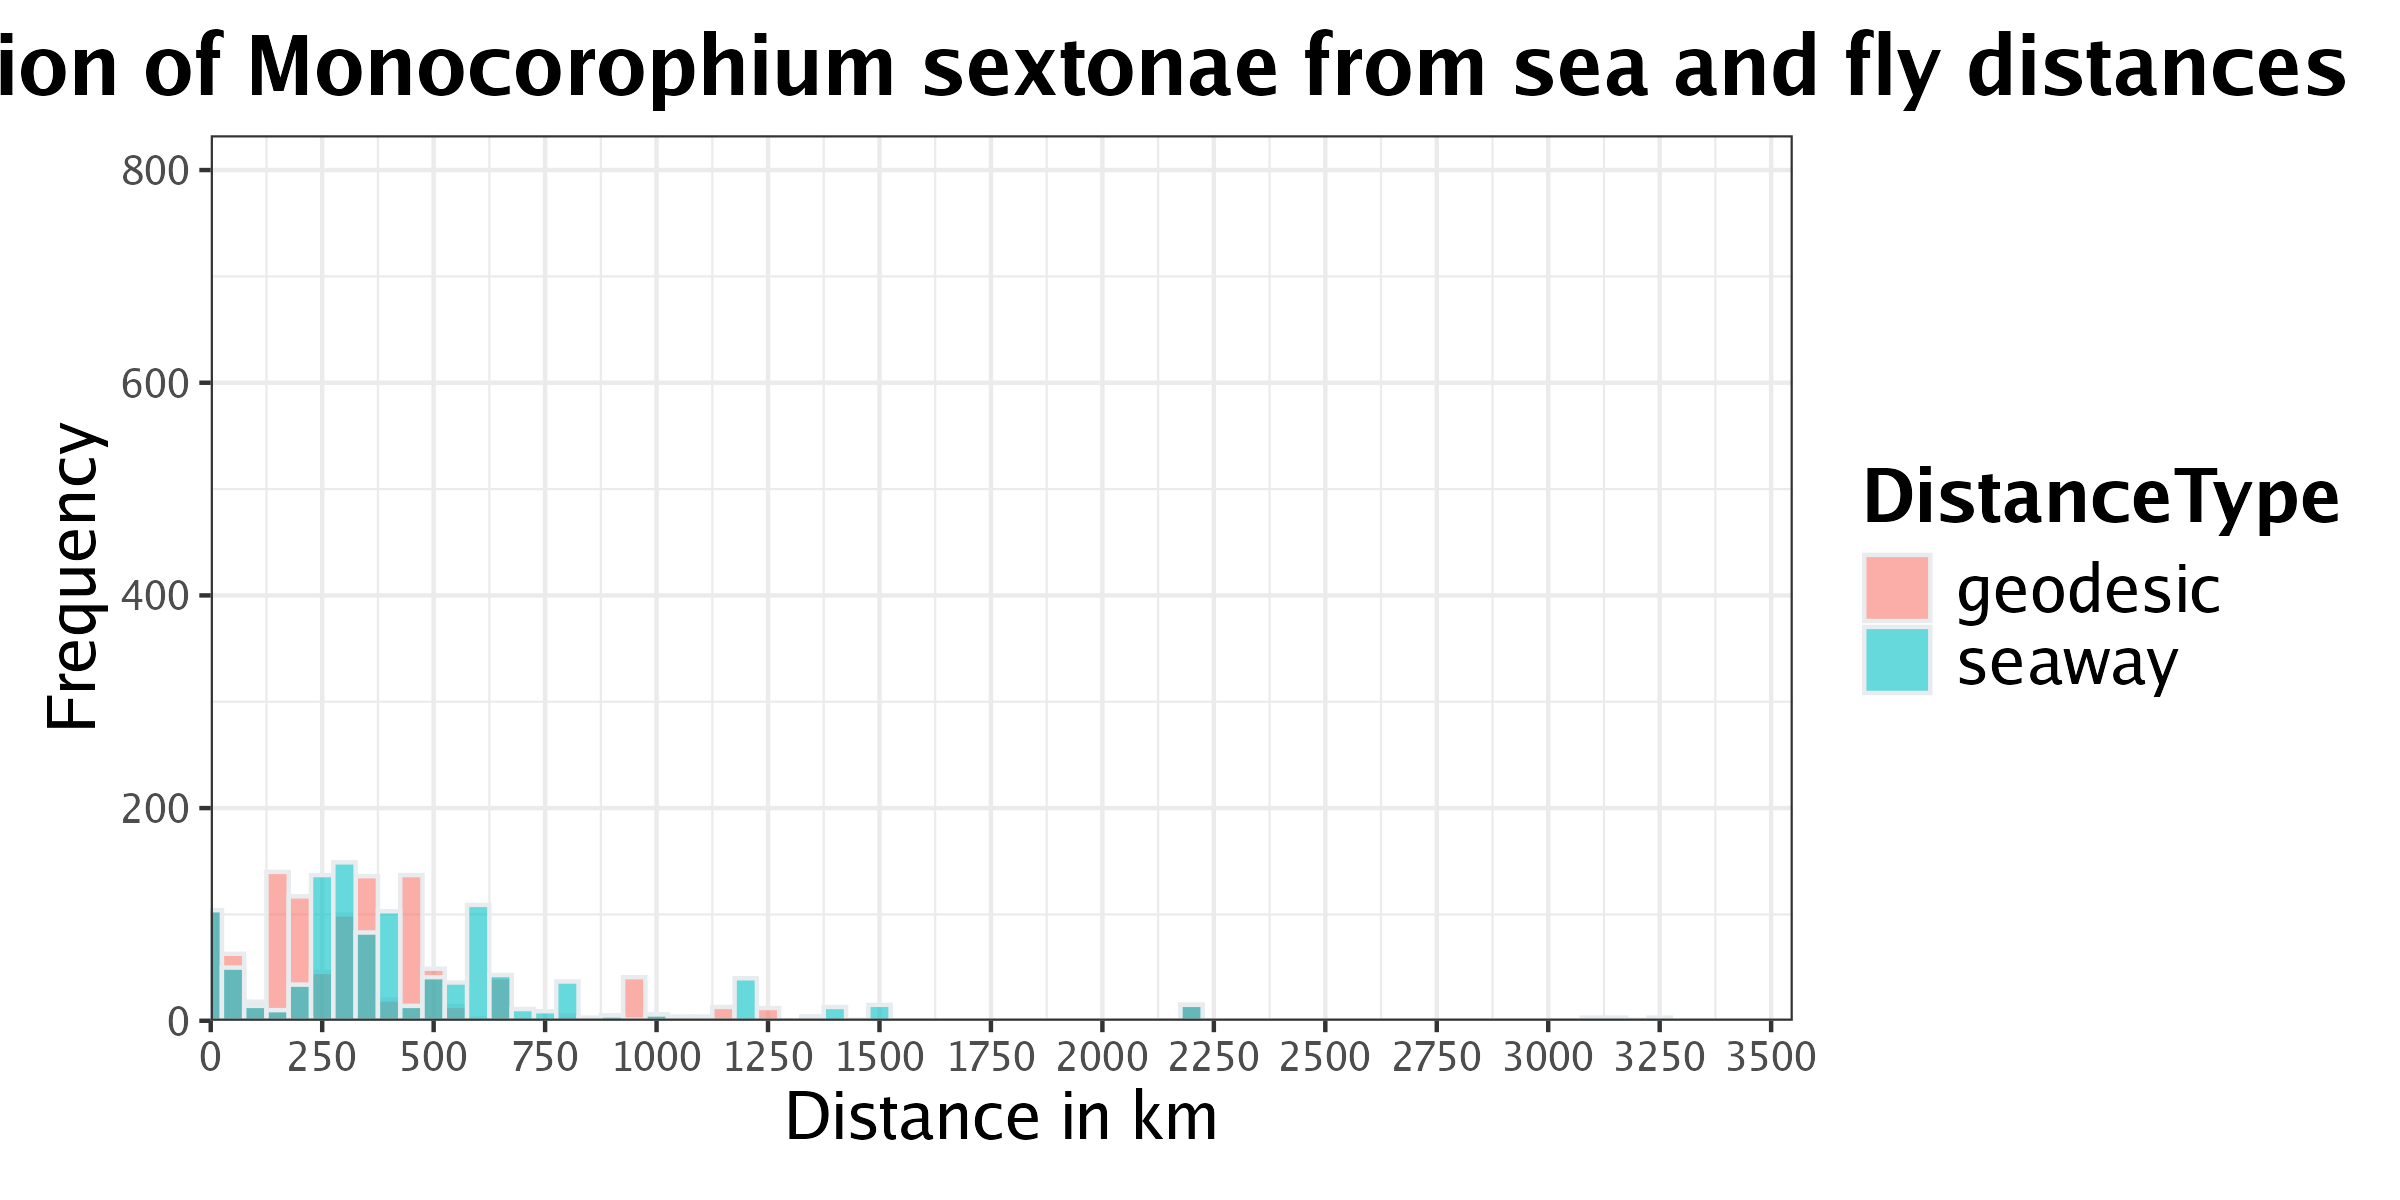 ion of Monocorophium sextonae from sea and fly distances
800
600
400
200
0
Frequency
0 250 500 750 1000 1250 1500 1750 2000 2250 2500 2750 3000 3250 3500
Distance in km
DistanceType
geodesic
seaway